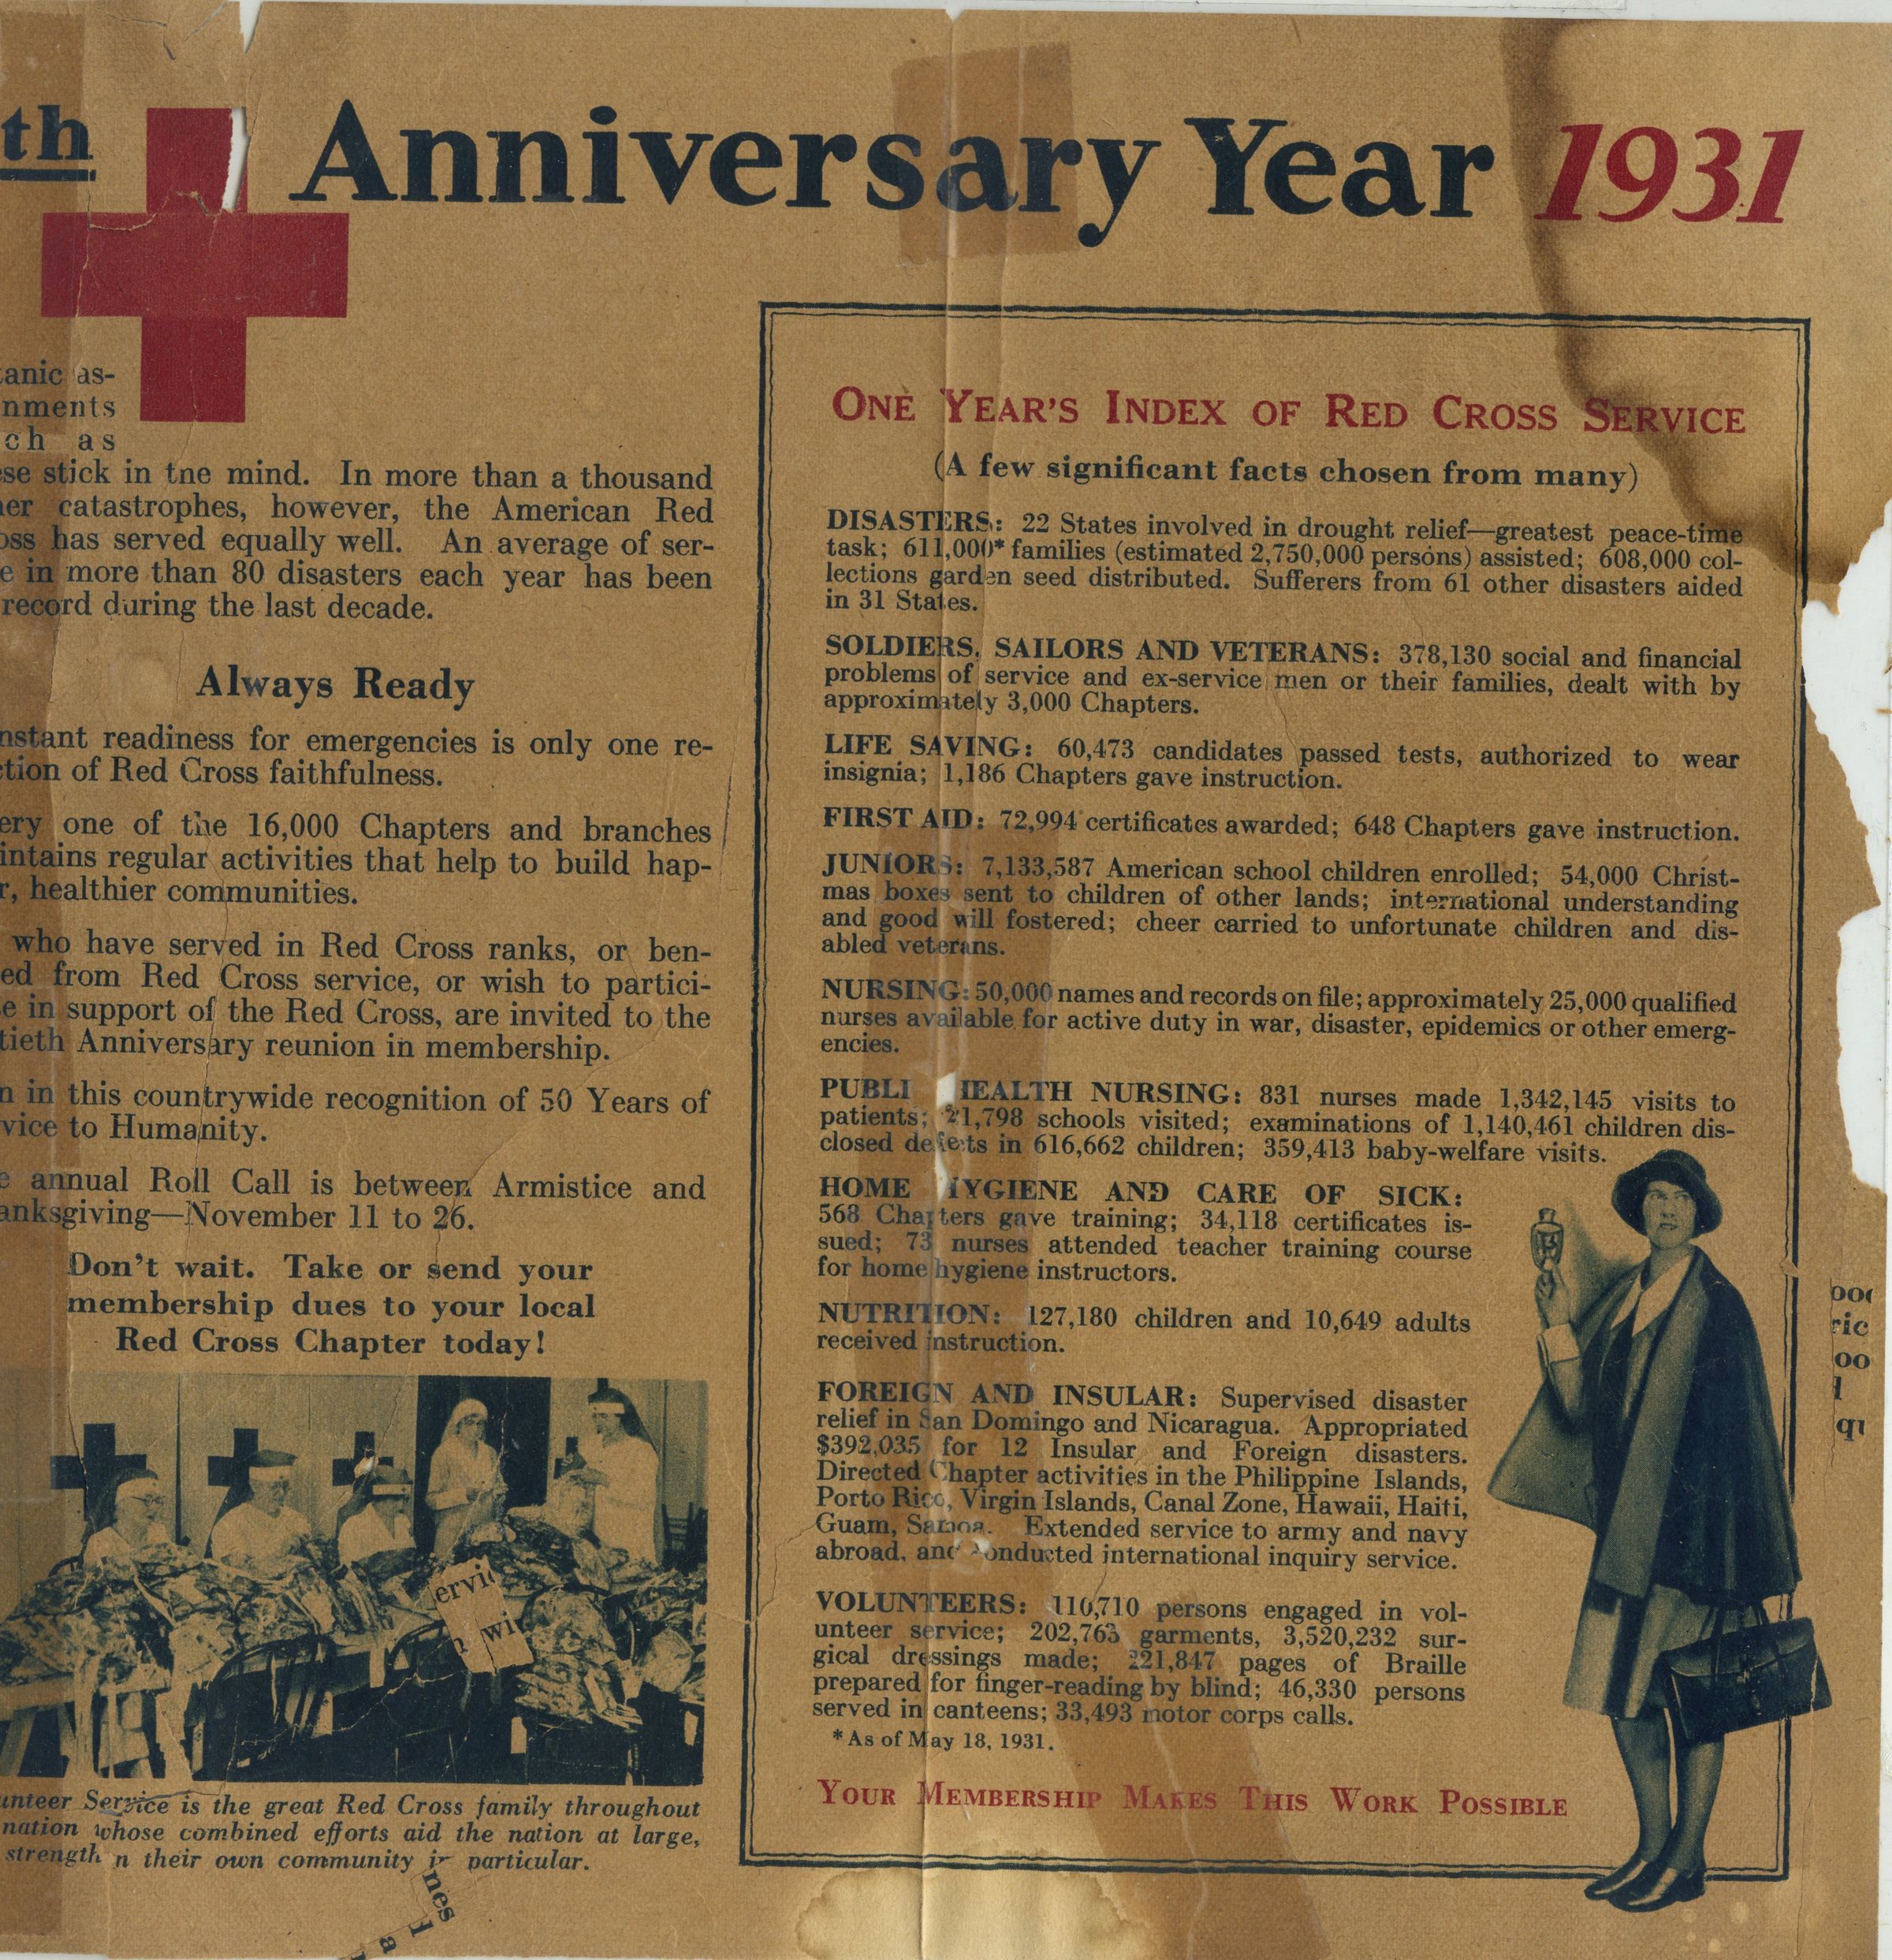 th Anniversary Year 1931
tanic as-
nments
ch as
ese stick in the mind. In more than a thousand
her catastrophes, however, the American Red
oss has served equally well. An average of ser-
e in more than 80 disasters each year has been
record during the last decade.
Always Ready
nstant readiness for emergencies is only one re-
ction of Red Cross faithfulness.
ery one of the 16,000 Chapters and branches
intains regular activities that help to build hap-
r, healthier communities.
who have served in Red Cross ranks, or ben-
ed from Red Cross service, or wish to partici-
e in support of the Red Cross, are invited to the
tieth Anniversary reunion in membership.
n in this countrywide recognition of 50 Years of
vice to Humanity.
e annual Roll Call is between Armistice and
anksgiving—November 11 to 26.
Don't wait. Take or send your
membership dues to your local
Red Cross Chapter today!
ervic
n wit
unteer Service is the great Red Cross family throughout
nation whose combined efforts aid the nation at large,
strength n their own community in particular.
nes
l
a
ONE YEAR'S INDEX OF RED CROSS SERVICE
(A few significant facts chosen from many)
DISASTERS: 22 States involved in drought relief—greatest peace-time
task; 611,000* families (estimated 2,750,000 persons) assisted; 608,000 col-
lections garden seed distributed. Sufferers from 61 other disasters aided
in 31 States.
SOLDIERS, SAILORS AND VETERANS: 378,130 social and financial
problems of service and ex-service men or their families, dealt with by
approximately 3,000 Chapters.
LIFE SAVING: 60,473 candidates passed tests, authorized to wear
insignia; 1,186 Chapters gave instruction.
FIRST AID: 72,994 certificates awarded; 648 Chapters gave instruction.
JUNIORS: 7,133,587 American school children enrolled; 54,000 Christ-
mas boxes sent to children of other lands; international understanding
and good will fostered; cheer carried to unfortunate children and dis-
abled veterans.
NURSING: 50,000 names and records on file; approximately 25,000 qualified
nurses available for active duty in war, disaster, epidemics or other emerg-
encies.
PUBLI HEALTH NURSING: 831 nurses made 1,342,145 visits to
patients; 21,798 schools visited; examinations of 1,140,461 children dis-
closed defects in 616,662 children; 359,413 baby-welfare visits.
HOME HYGIENE AND CARE OF SICK:
568 Chapters gave training; 34,118 certificates is-
sued; 73 nurses attended teacher training course
for home hygiene instructors.
NUTRITION: 127,180 children and 10,649 adults
received instruction.
FOREIGN AND INSULAR: Supervised disaster
relief in San Domingo and Nicaragua. Appropriated
$392,035 for 12 Insular and Foreign disasters.
Directed Chapter activities in the Philippine Islands,
Porto Rico, Virgin Islands, Canal Zone, Hawaii, Haiti,
Guam, Samoa. Extended service to army and navy
abroad, and conducted international inquiry service.
VOLUNTEERS: 110,710 persons engaged in vol-
unteer service; 202,763 garments, 3,520,232 sur-
gical dressings made; 221,847 pages of Braille
prepared for finger-reading by blind; 46,330 persons
served in canteens; 33,493 motor corps calls.
*As of May 18, 1931.
YOUR MEMBERSHIP MAKES THIS WORK POSSIBLE
ric
oo
l